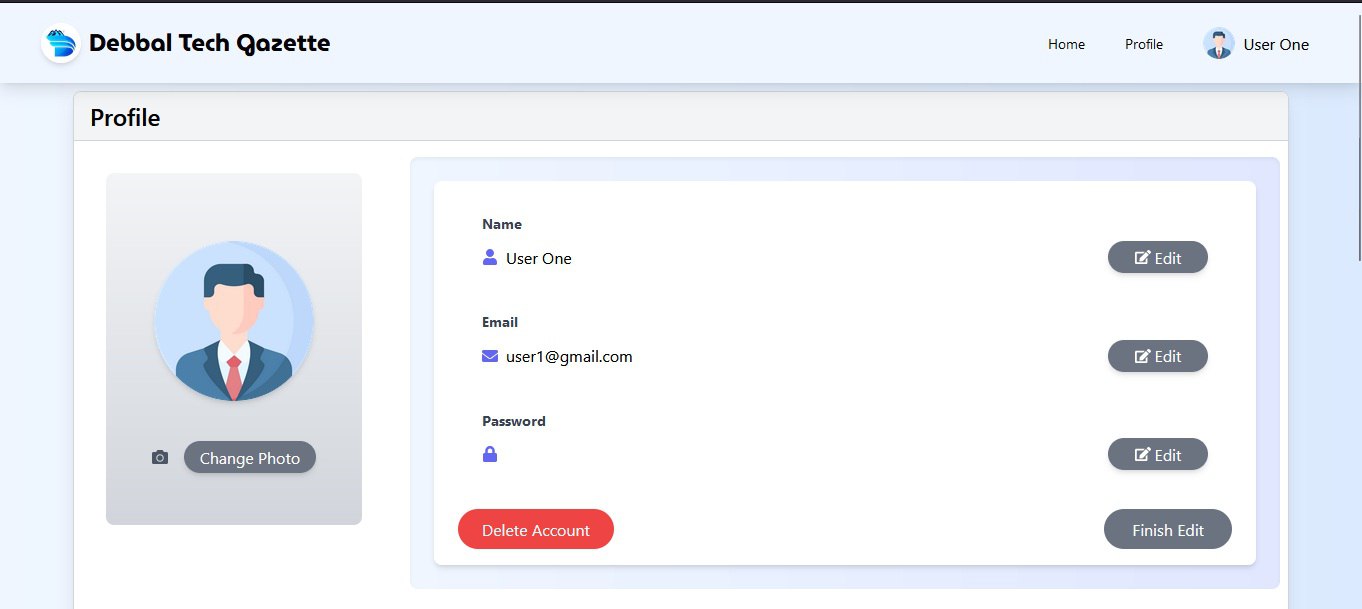 Debbal Tech Gazette
Home Profile User One
Profile
Name
User One Edit
Email
user1@gmail.com Edit
Password
Edit
Change Photo
Delete Account Finish Edit